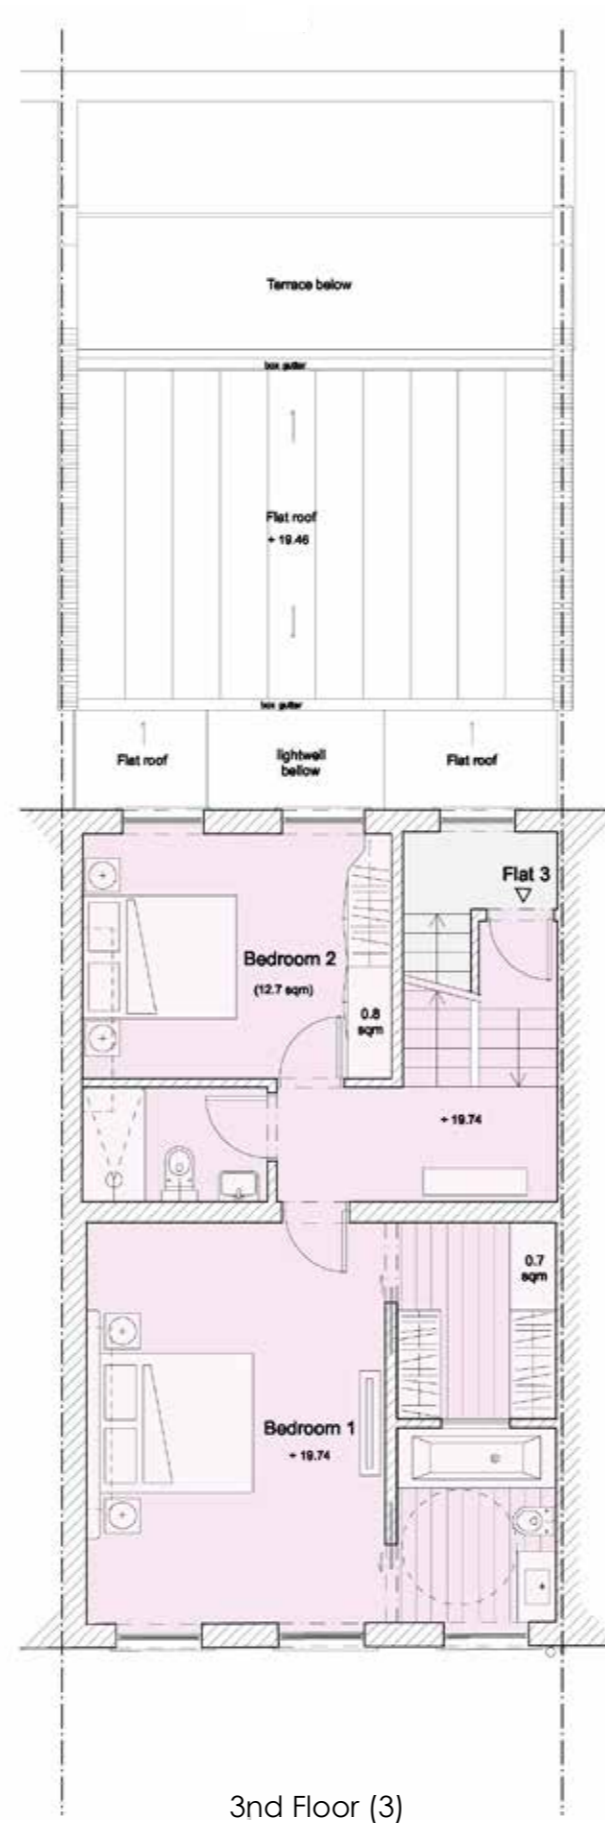 Terrace below
box gutter
Flat roof
+ 19.46
box gutter
Flat roof
lightwell
bellow
Flat roof
Flat 3
Bedroom 2
(12.7 sqm)
0.8
sqm
+ 19.74
0.7
sqm
Bedroom 1
+ 19.74
3nd Floor (3)